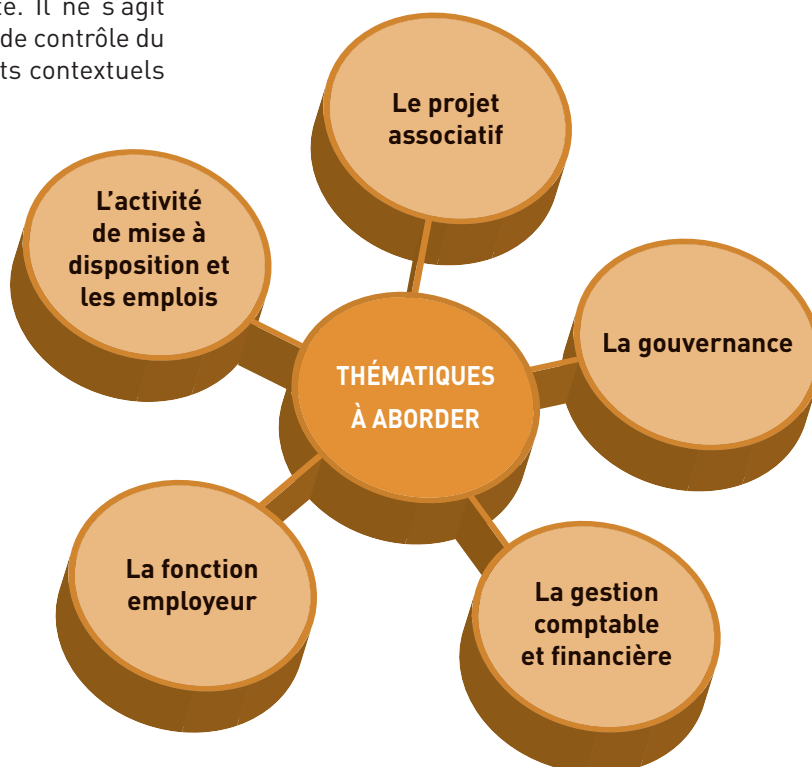 té. Il ne s'agit
de contrôle du
ts contextuels
Le projet
associatif
L'activité
de mise à
disposition et
les emplois
La gouvernance
THÉMATIQUES
À ABORDER
La fonction
employeur
La gestion
comptable
et financière